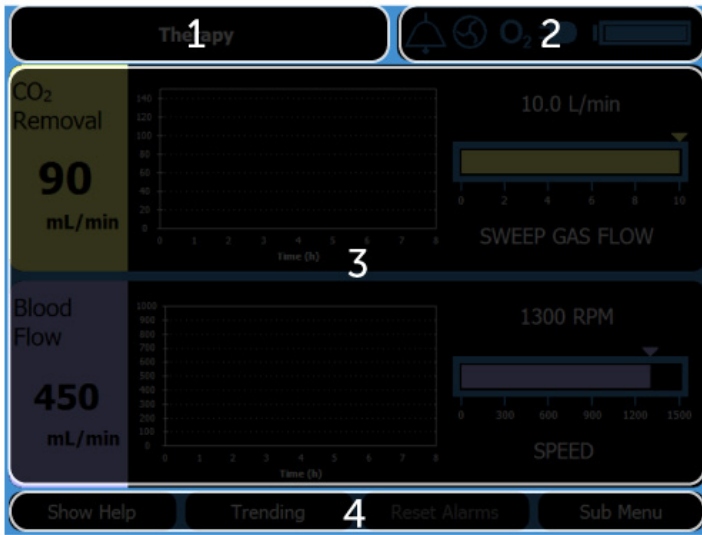 Therapy
1
O₂
2
CO₂
Removal
90
mL/min
140
120
100
80
60
40
20
0
0 1 2 3 4 5 6 7 8
Time (h)
10.0 L/min
0 2 4 6 8 10
SWEEP GAS FLOW
3
Blood
Flow
450
mL/min
1000
900
800
700
600
500
400
300
200
100
0
0 1 2 3 4 5 6 7 8
Time (h)
1300 RPM
0 300 600 900 1200 1500
SPEED
Show Help
Trending
4
Reset Alarms
Sub Menu